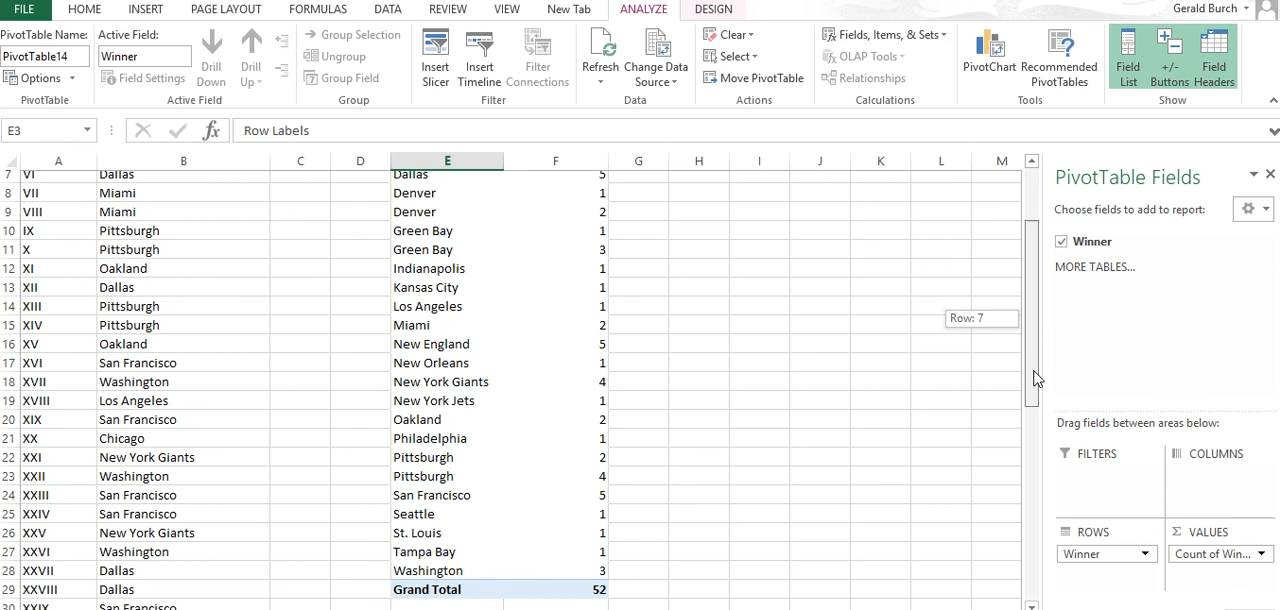 FILE HOME INSERT PAGE LAYOUT FORMULAS DATA REVIEW VIEW New Tab ANALYZE DESIGN Gerald Burch
PivotTable Name: Active Field: Group Selection Clear Fields, Items, & Sets
PivotTable14 Winner Ungroup Select OLAP Tools
Options Field Settings Drill Down Drill Up Group Field Insert Slicer Insert Timeline Filter Connections Refresh Change Data Source Move PivotTable Relationships PivotChart Recommended PivotTables Field List +/- Buttons Field Headers
PivotTable Active Field Group Filter Data Actions Calculations Tools Show
E3 fx Row Labels
A B C D E F G H I J K L M
7 VI Dallas Dallas 5
8 VII Miami Denver 1
9 VIII Miami Denver 2
10 IX Pittsburgh Green Bay 1
11 X Pittsburgh Green Bay 3
12 XI Oakland Indianapolis 1
13 XII Dallas Kansas City 1
14 XIII Pittsburgh Los Angeles 1
15 XIV Pittsburgh Miami 2
16 XV Oakland New England 5
17 XVI San Francisco New Orleans 1
18 XVII Washington New York Giants 4
19 XVIII Los Angeles New York Jets 1
20 XIX San Francisco Oakland 2
21 XX Chicago Philadelphia 1
22 XXI New York Giants Pittsburgh 2
23 XXII Washington Pittsburgh 4
24 XXIII San Francisco San Francisco 5
25 XXIV San Francisco Seattle 1
26 XXV New York Giants St. Louis 1
27 XXVI Washington Tampa Bay 1
28 XXVII Dallas Washington 3
29 XXVIII Dallas Grand Total 52
30 XXIX San Francisco
Row: 7
PivotTable Fields
Choose fields to add to report:
Winner
MORE TABLES...
Drag fields between areas below:
FILTERS COLUMNS
ROWS Σ VALUES
Winner Count of Win...